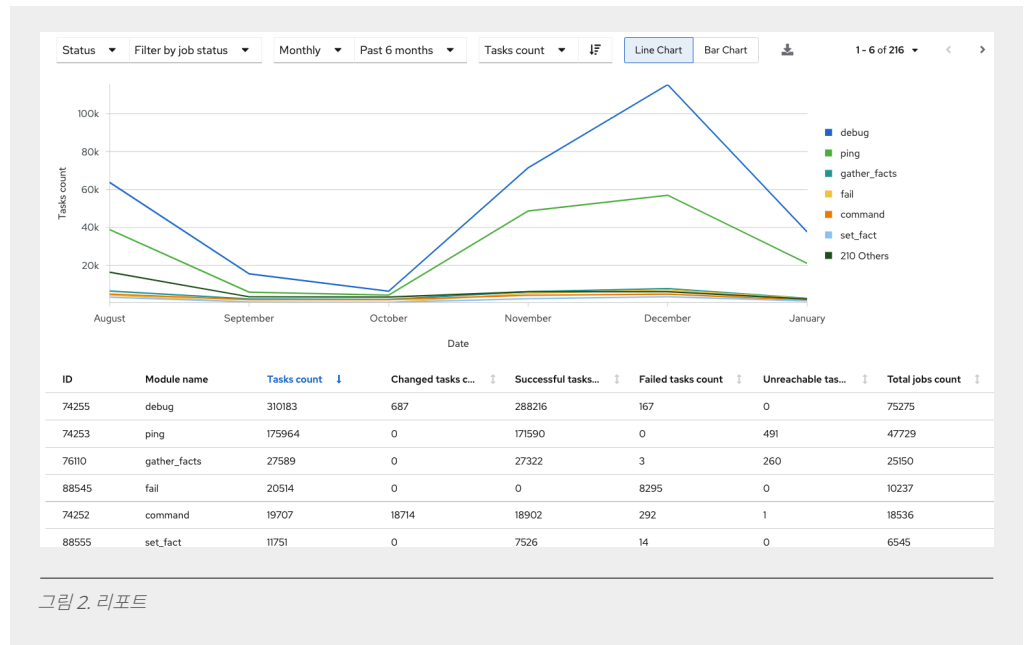 Status Filter by job status Monthly Past 6 months Tasks count Line Chart Bar Chart 1 - 6 of 216
100k
80k
60k
40k
20k
Tasks count
August September October November December January
Date
debug
ping
gather_facts
fail
command
set_fact
210 Others
ID Module name Tasks count Changed tasks c... Successful tasks... Failed tasks count Unreachable tas... Total jobs count
74255 debug 310183 687 288216 167 0 75275
74253 ping 175964 0 171590 0 491 47729
76110 gather_facts 27589 0 27322 3 260 25150
88545 fail 20514 0 0 8295 0 10237
74252 command 19707 18714 18902 292 1 18536
88555 set_fact 11751 0 7526 14 0 6545
그림 2. 리포트